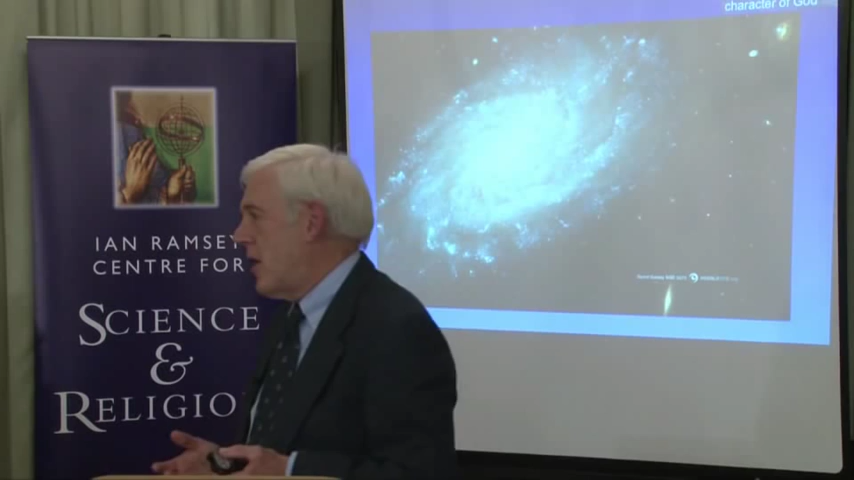 character of God
IAN RAMSEY
CENTRE FOR
SCIENCE
&
RELIGIO